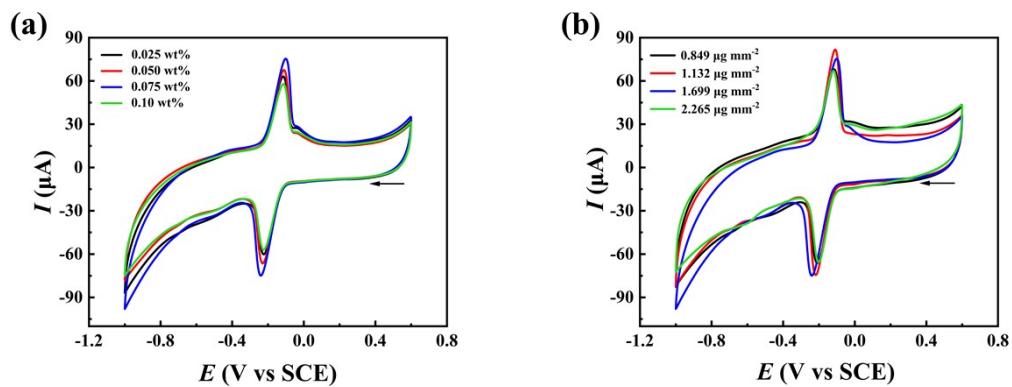 (a)
0.025 wt%
0.050 wt%
0.075 wt%
0.10 wt%
I (µA)
90
60
30
0
-30
-60
-90
-1.2 -0.8 -0.4 0.0 0.4 0.8
E (V vs SCE)
(b)
0.849 µg mm⁻²
1.132 µg mm⁻²
1.699 µg mm⁻²
2.265 µg mm⁻²
I (µA)
90
60
30
0
-30
-60
-90
-1.2 -0.8 -0.4 0.0 0.4 0.8
E (V vs SCE)